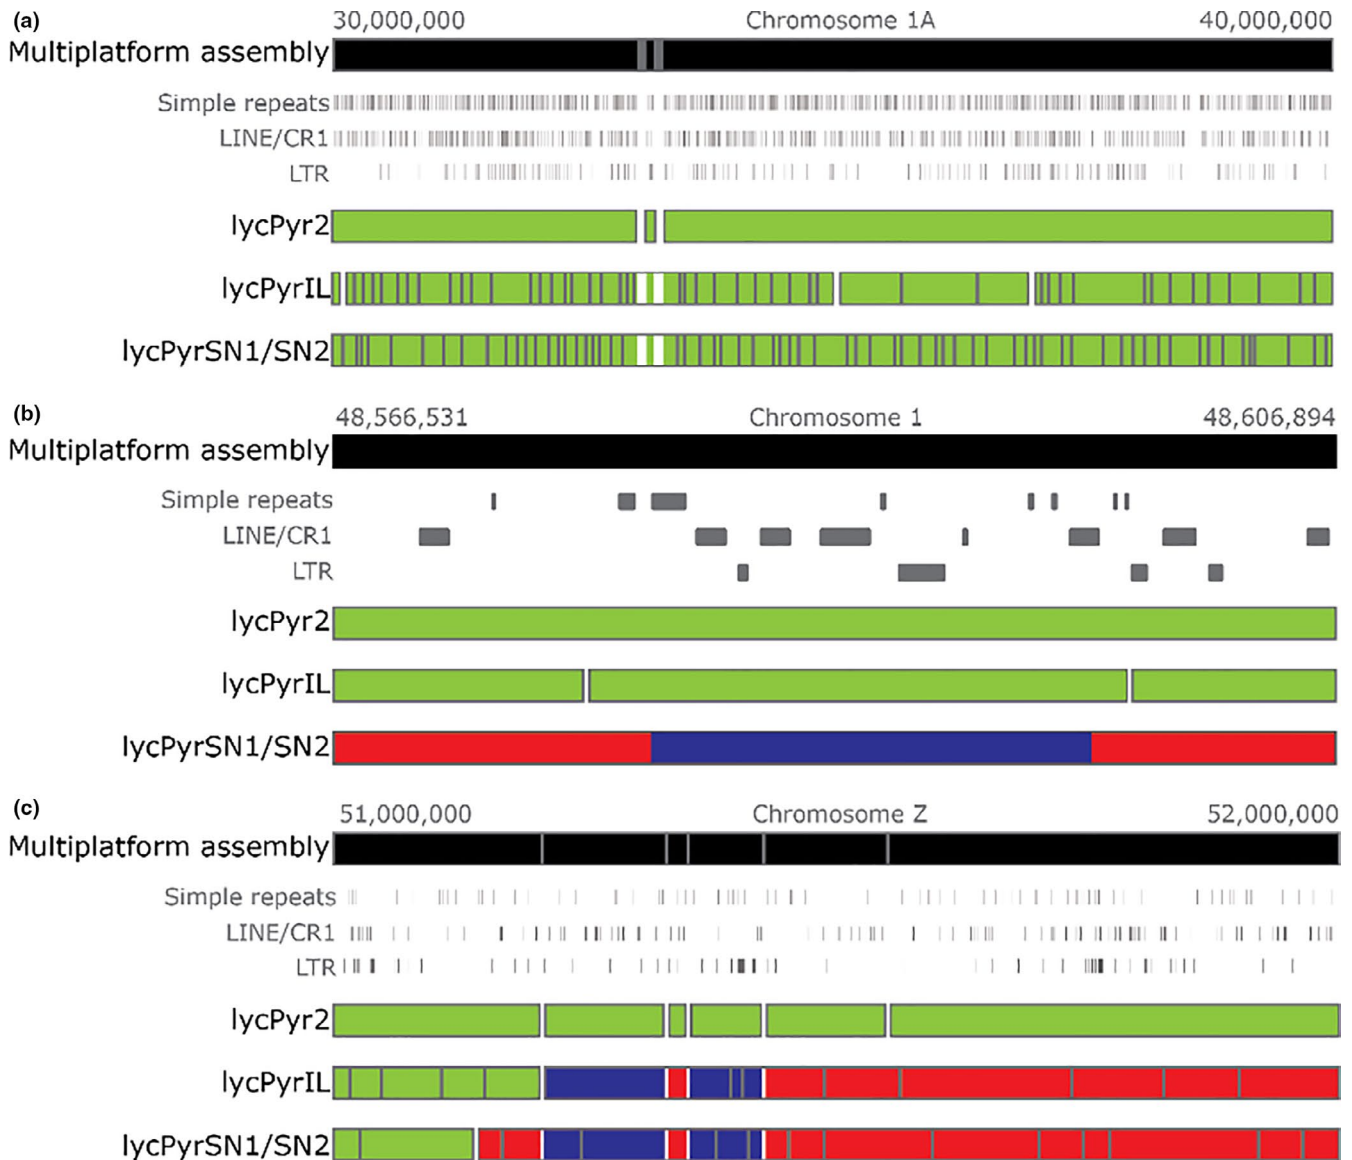 (a) 30,000,000 Chromosome 1A 40,000,000
Multiplatform assembly
Simple repeats
LINE/CR1
LTR
lycPyr2
lycPyrIL
lycPyrSN1/SN2
(b) 48,566,531 Chromosome 1 48,606,894
Multiplatform assembly
Simple repeats
LINE/CR1
LTR
lycPyr2
lycPyrIL
lycPyrSN1/SN2
(c) 51,000,000 Chromosome Z 52,000,000
Multiplatform assembly
Simple repeats
LINE/CR1
LTR
lycPyr2
lycPyrIL
lycPyrSN1/SN2